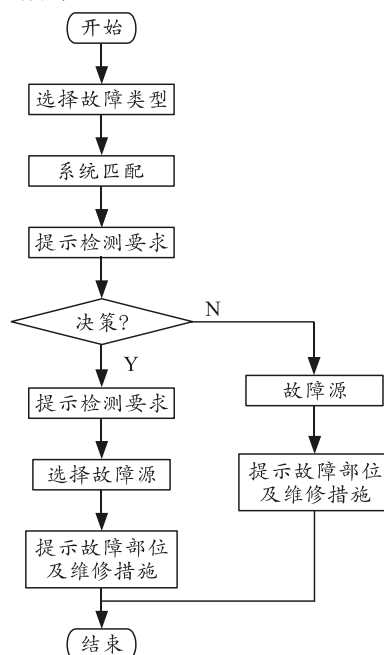 开始
选择故障类型
系统匹配
提示检测要求
决策?
N
Y
提示检测要求
故障源
选择故障源
提示故障部位
及维修措施
提示故障部位
及维修措施
结束